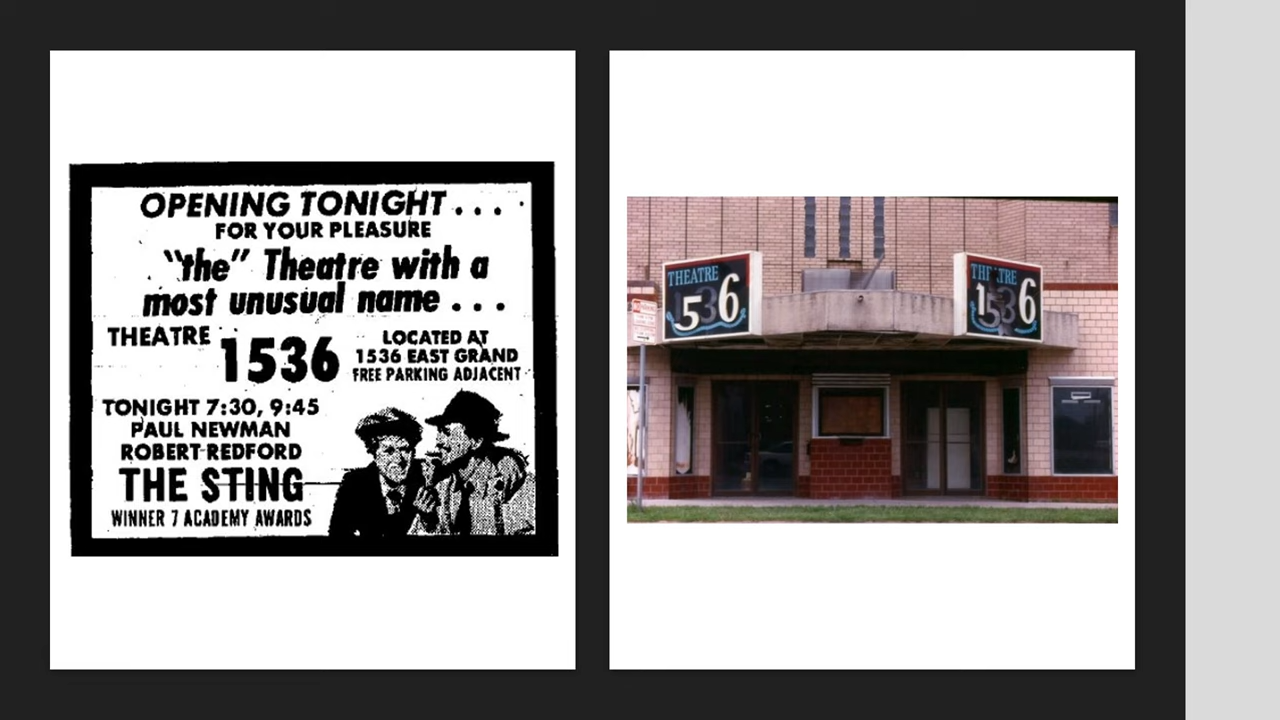 OPENING TONIGHT . . . .
FOR YOUR PLEASURE
"the" Theatre with a
most unusual name . . .
THEATRE
1536
LOCATED AT
1536 EAST GRAND
FREE PARKING ADJACENT
TONIGHT 7:30, 9:45
PAUL NEWMAN
ROBERT REDFORD
THE STING
WINNER 7 ACADEMY AWARDS
THEATRE
536
THEATRE
1536